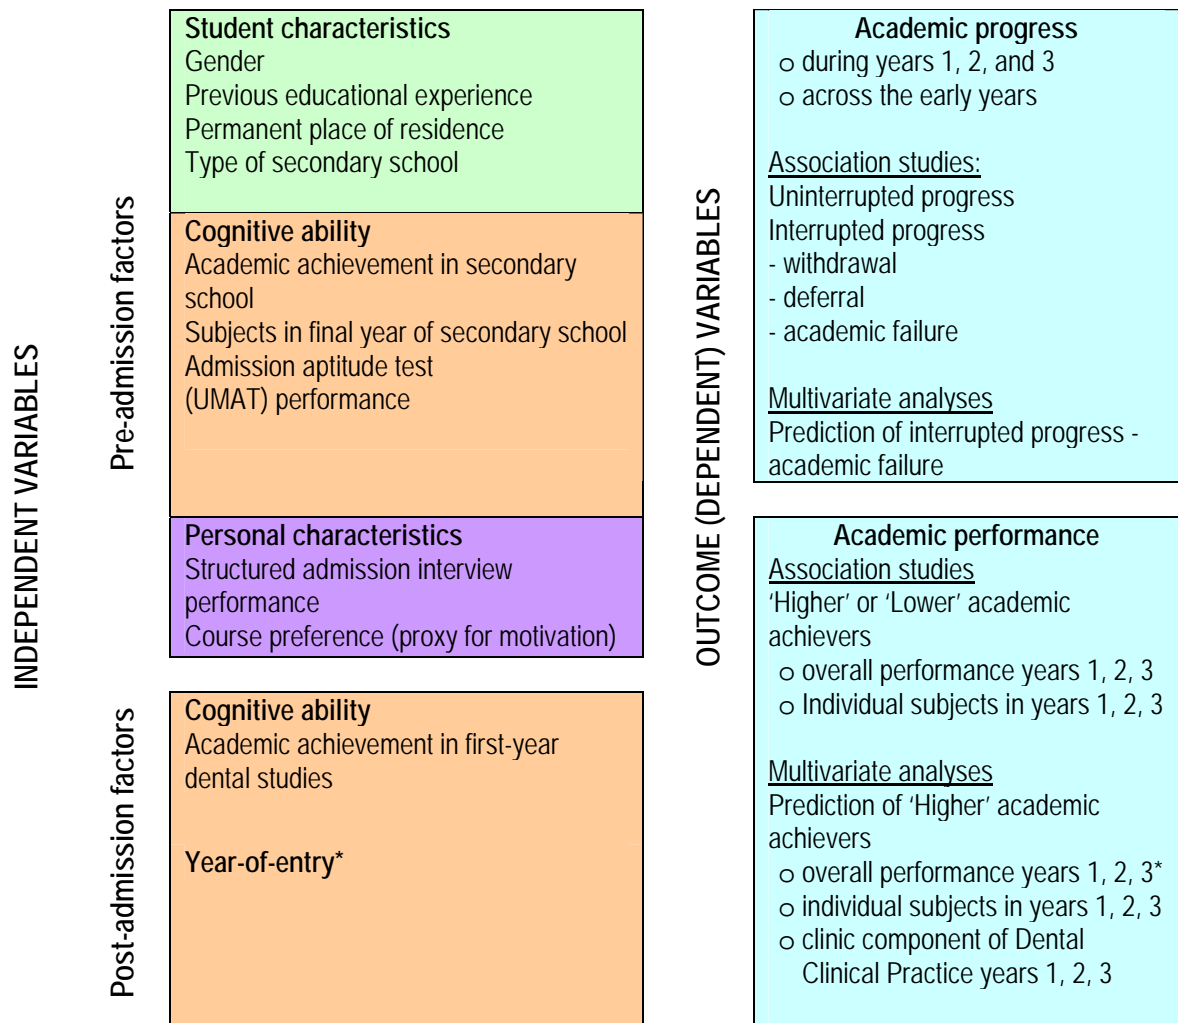 INDEPENDENT VARIABLES
Pre-admission factors
Student characteristics
Gender
Previous educational experience
Permanent place of residence
Type of secondary school
Cognitive ability
Academic achievement in secondary
school
Subjects in final year of secondary school
Admission aptitude test
(UMAT) performance
Personal characteristics
Structured admission interview
performance
Course preference (proxy for motivation)
Post-admission factors
Cognitive ability
Academic achievement in first-year
dental studies
Year-of-entry*
OUTCOME (DEPENDENT) VARIABLES
Academic progress
o during years 1, 2, and 3
o across the early years
Association studies:
Uninterrupted progress
Interrupted progress
- withdrawal
- deferral
- academic failure
Multivariate analyses
Prediction of interrupted progress -
academic failure
Academic performance
Association studies
‘Higher’ or ‘Lower’ academic
achievers
o overall performance years 1, 2, 3
o Individual subjects in years 1, 2, 3
Multivariate analyses
Prediction of ‘Higher’ academic
achievers
o overall performance years 1, 2, 3*
o individual subjects in years 1, 2, 3
o clinic component of Dental
Clinical Practice years 1, 2, 3